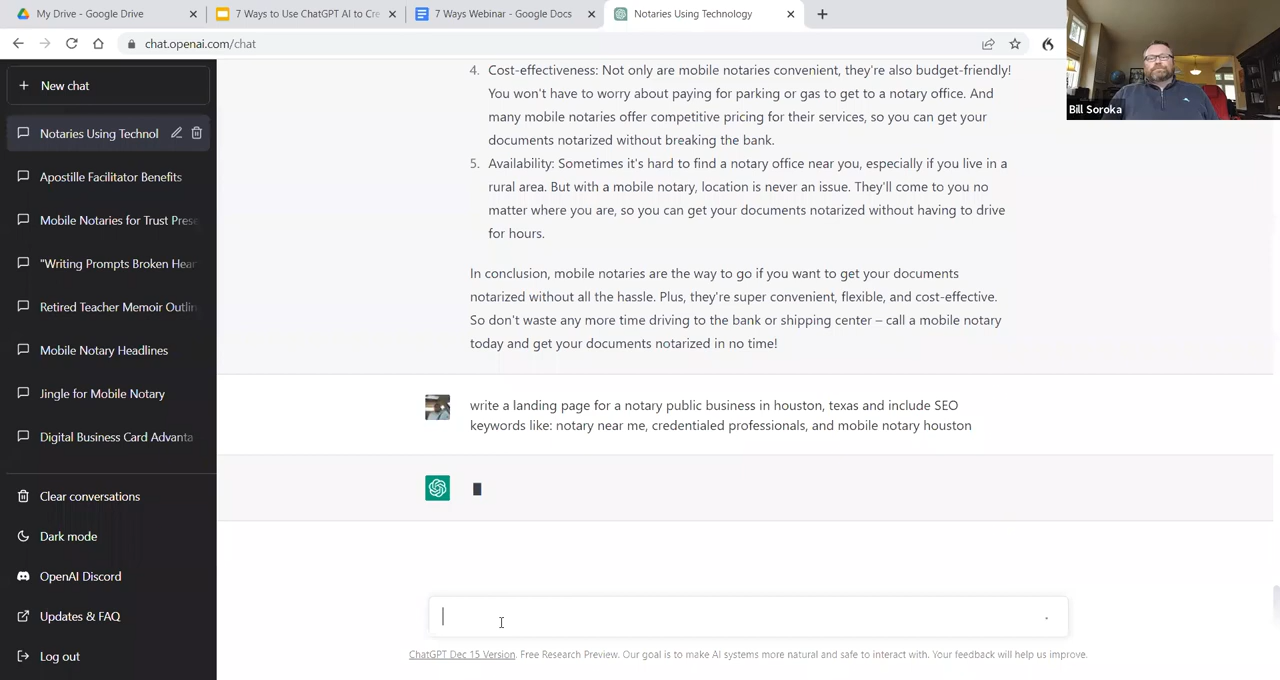 My Drive - Google Drive
7 Ways to Use ChatGPT AI to Cre
7 Ways Webinar - Google Docs
Notaries Using Technology
chat.openai.com/chat
Bill Soroka
New chat
Notaries Using Technol
Apostille Facilitator Benefits
Mobile Notaries for Trust Prese
"Writing Prompts Broken Hear
Retired Teacher Memoir Outlin
Mobile Notary Headlines
Jingle for Mobile Notary
Digital Business Card Advanta
Clear conversations
Dark mode
OpenAI Discord
Updates & FAQ
Log out
4. Cost-effectiveness: Not only are mobile notaries convenient, they're also budget-friendly!
You won't have to worry about paying for parking or gas to get to a notary office. And
many mobile notaries offer competitive pricing for their services, so you can get your
documents notarized without breaking the bank.
5. Availability: Sometimes it's hard to find a notary office near you, especially if you live in a
rural area. But with a mobile notary, location is never an issue. They'll come to you no
matter where you are, so you can get your documents notarized without having to drive
for hours.
In conclusion, mobile notaries are the way to go if you want to get your documents
notarized without all the hassle. Plus, they're super convenient, flexible, and cost-effective.
So don't waste any more time driving to the bank or shipping center – call a mobile notary
today and get your documents notarized in no time!
write a landing page for a notary public business in houston, texas and include SEO
keywords like: notary near me, credentialed professionals, and mobile notary houston
ChatGPT Dec 15 Version. Free Research Preview. Our goal is to make AI systems more natural and safe to interact with. Your feedback will help us improve.